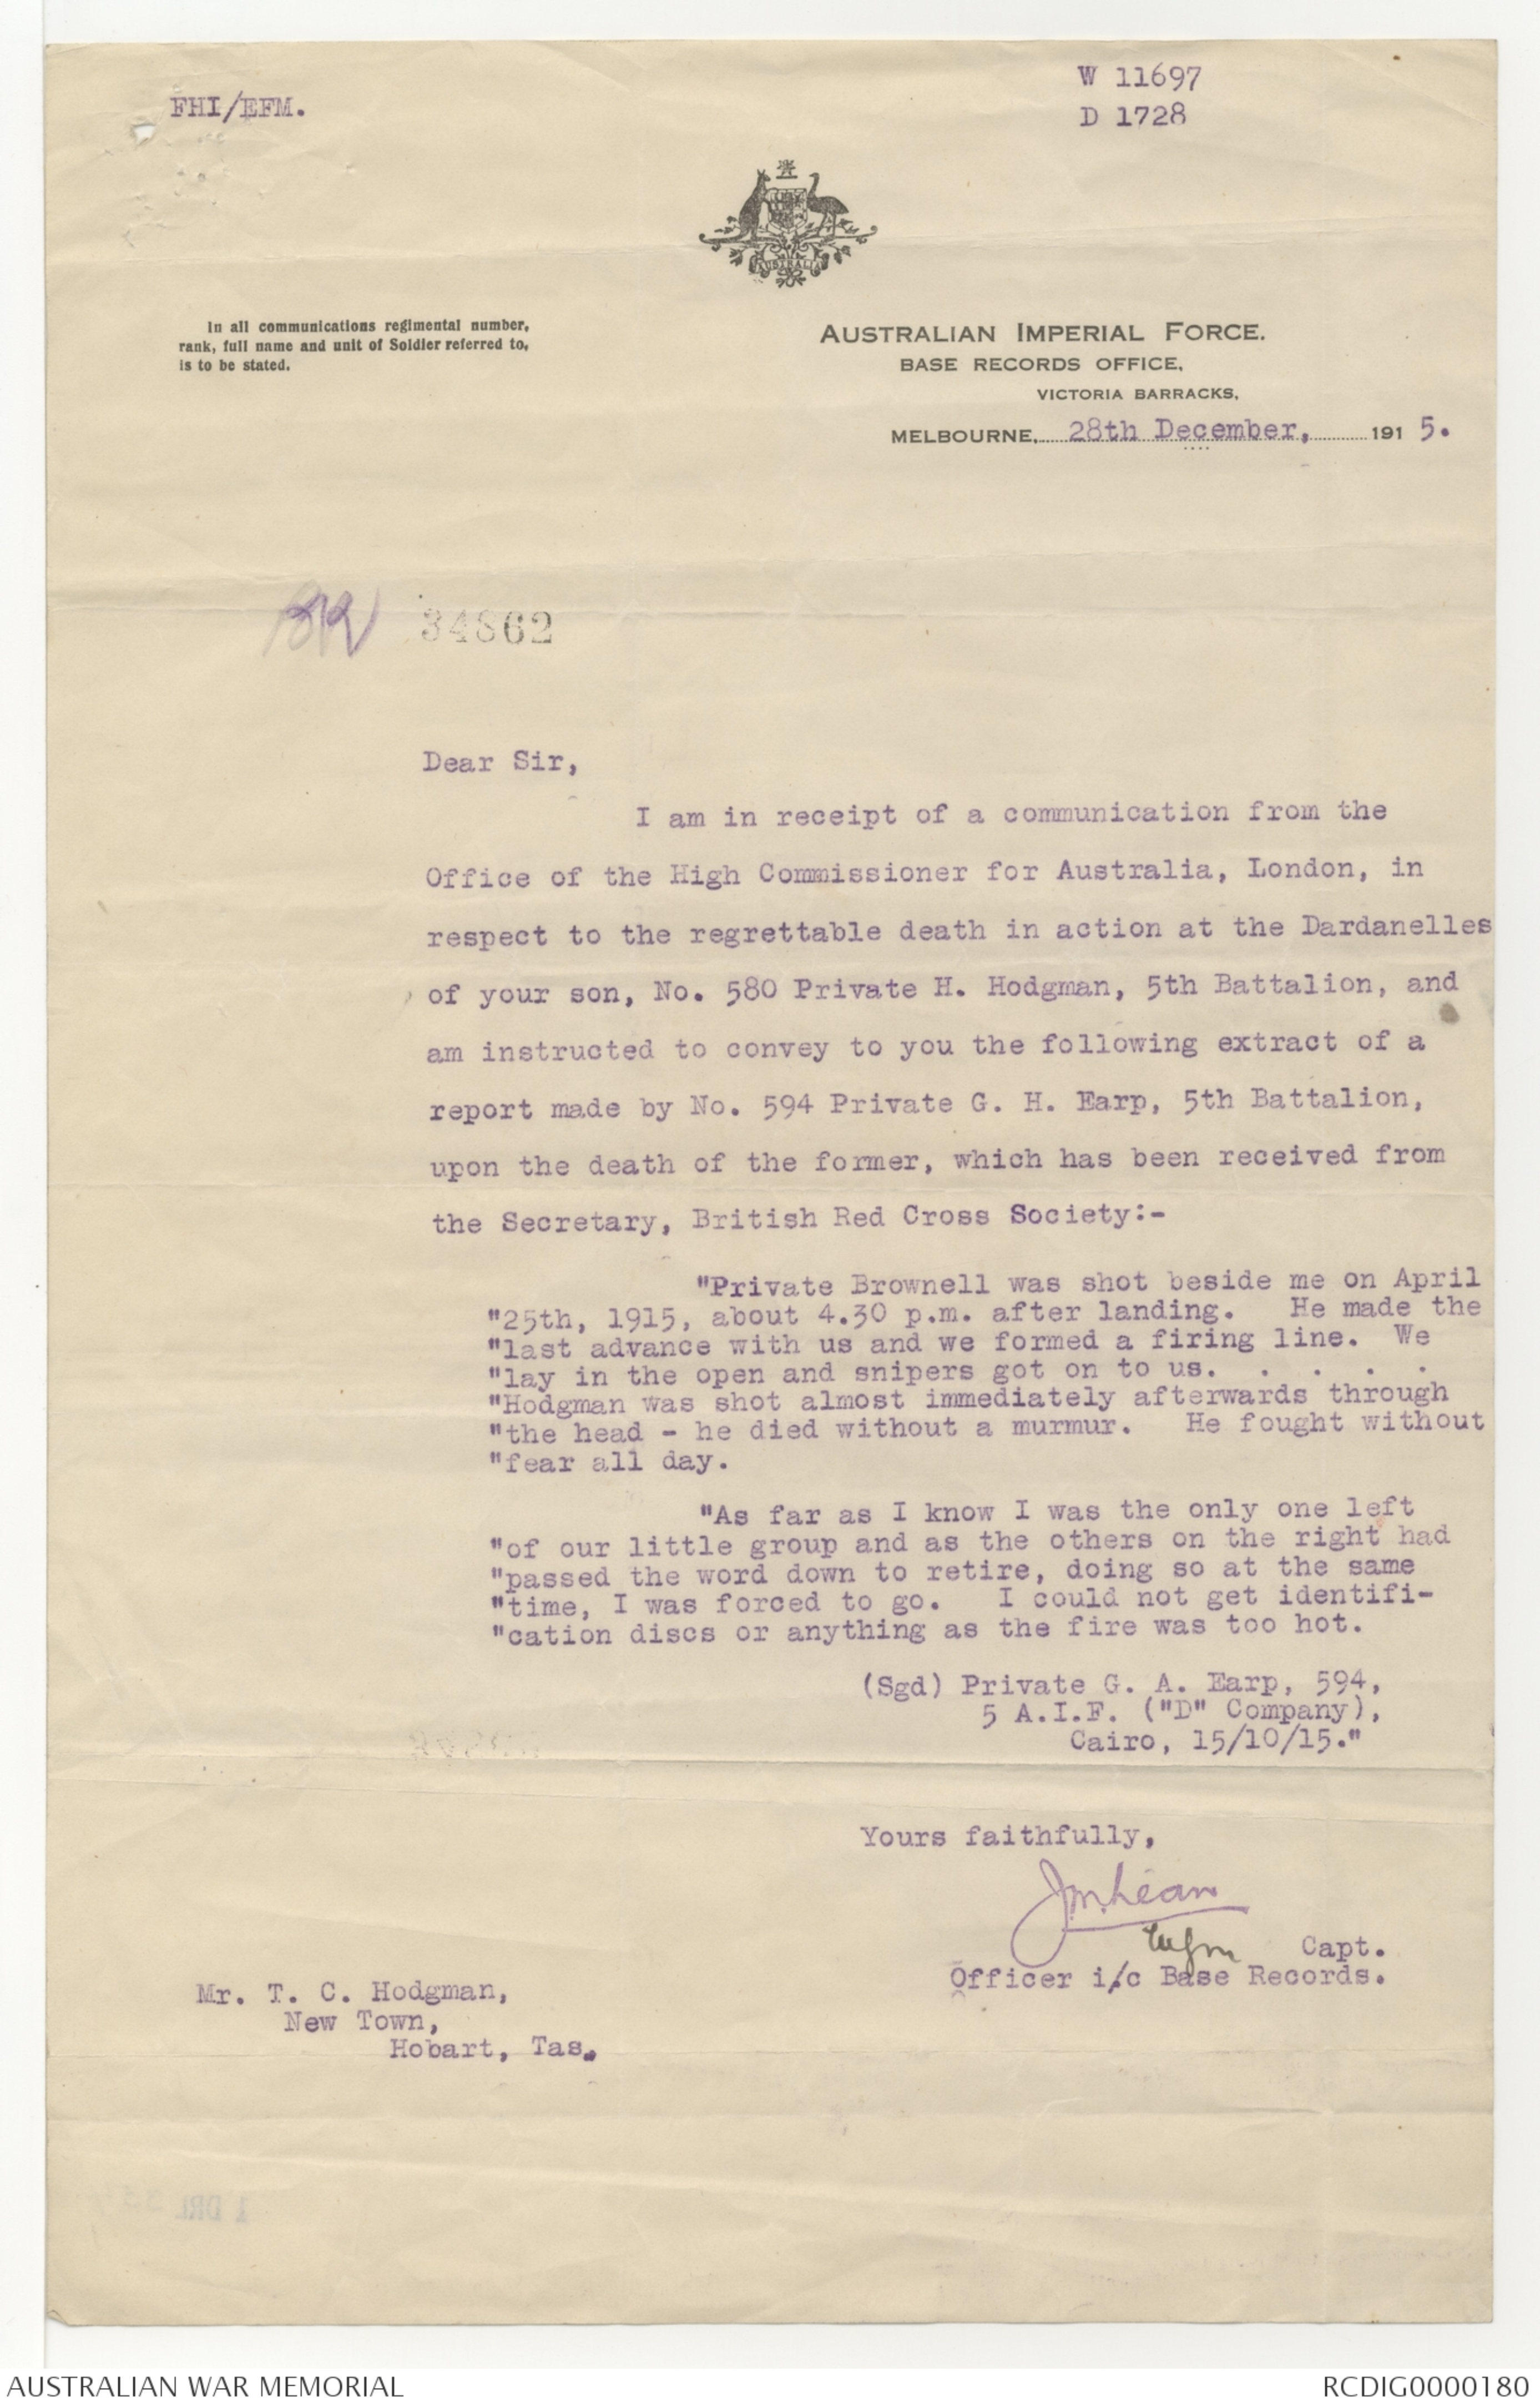 FHI/EFM.
W 11697
D 1728
AUSTRALIA
In all communications regimental number,
rank, full name and unit of Soldier referred to,
is to be stated.
AUSTRALIAN IMPERIAL FORCE.
BASE RECORDS OFFICE,
VICTORIA BARRACKS,
MELBOURNE, 28th December, 1915.
34862
Dear Sir,
I am in receipt of a communication from the
Office of the High Commissioner for Australia, London, in
respect to the regrettable death in action at the Dardanelles
of your son, No. 580 Private H. Hodgman, 5th Battalion, and
am instructed to convey to you the following extract of a
report made by No. 594 Private G. H. Earp, 5th Battalion,
upon the death of the former, which has been received from
the Secretary, British Red Cross Society:-
"Private Brownell was shot beside me on April
"25th, 1915, about 4.30 p.m. after landing. He made the
"last advance with us and we formed a firing line. We
"lay in the open and snipers got on to us. . . . .
"Hodgman was shot almost immediately afterwards through
"the head - he died without a murmur. He fought without
"fear all day.
"As far as I know I was the only one left
"of our little group and as the others on the right had
"passed the word down to retire, doing so at the same
"time, I was forced to go. I could not get identifi-
"cation discs or anything as the fire was too hot.
(Sgd) Private G. A. Earp, 594,
5 A.I.F. ("D" Company),
Cairo, 15/10/15."
Yours faithfully,
J.M. Lean
Capt.
Officer i/c Base Records.
Mr. T. C. Hodgman,
New Town,
Hobart, Tas.
AUSTRALIAN WAR MEMORIAL
RCDIG0000180